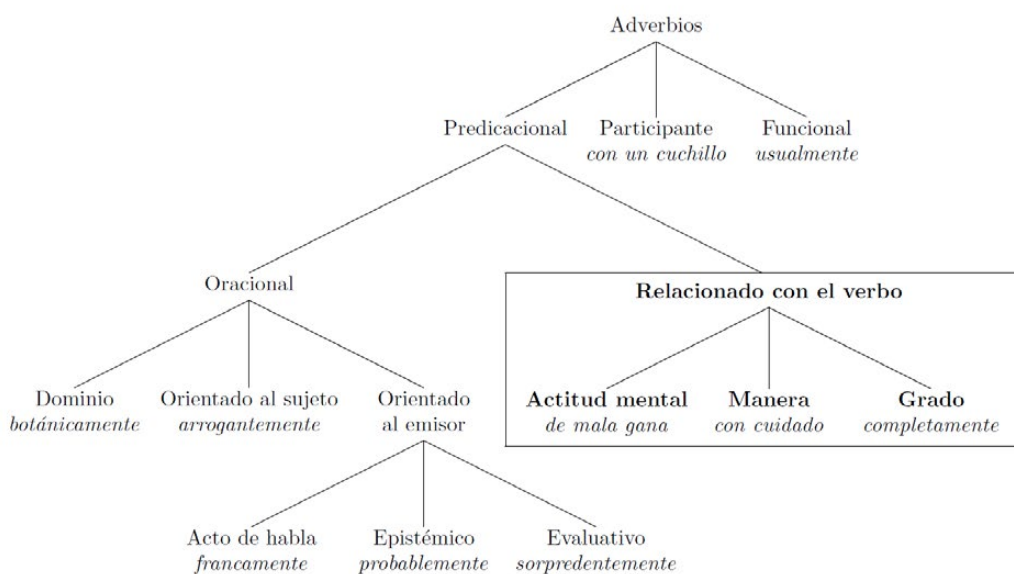 Adverbios
Predicacional
con un cuchillo
Participante
Funcional
usualmente
Oracional
Relacionado con el verbo
Dominio
botánicamente
Orientado al sujeto
arrogantemente
Orientado
al emisor
Actitud mental
de mala gana
Manera
con cuidado
Grado
completamente
Acto de habla
francamente
Epistémico
probablemente
Evaluativo
sorpredentemente